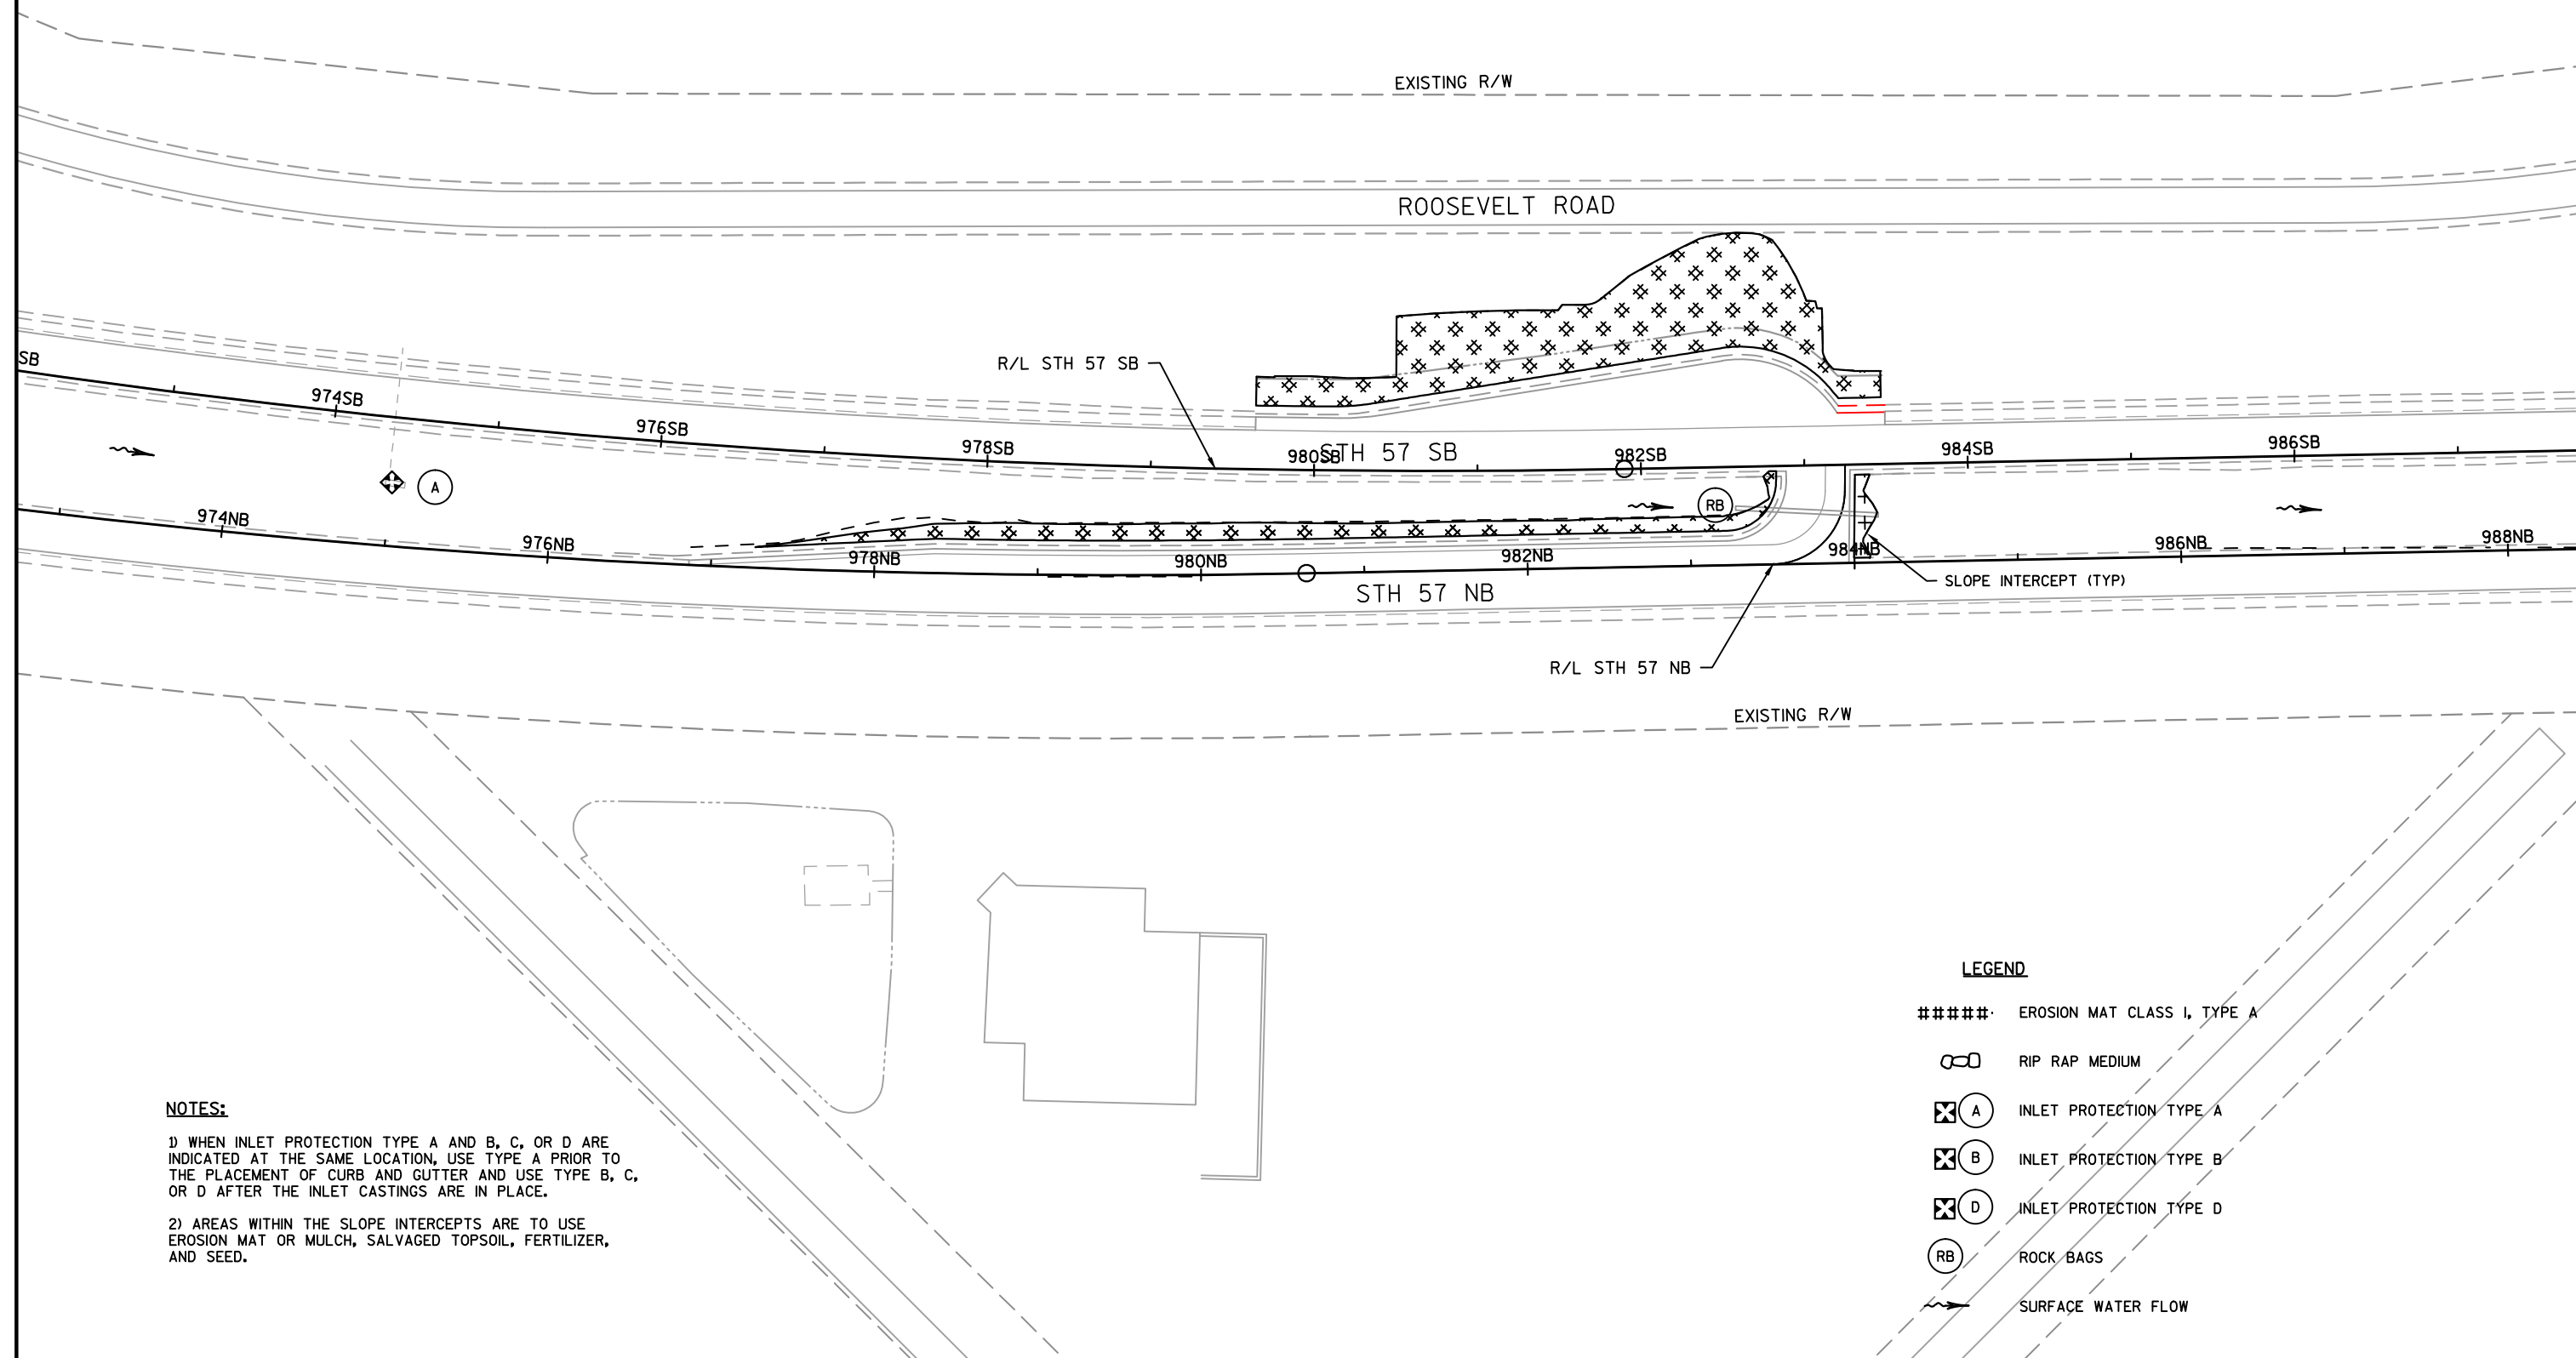 EXISTING R/W
ROOSEVELT ROAD
R/L STH 57 SB
SB
974SB
976SB
978SB
980SB
STH 57 SB
982SB
984SB
986SB
A
RB
974NB
976NB
978NB
980NB
982NB
984NB
986NB
988NB
STH 57 NB
SLOPE INTERCEPT (TYP)
R/L STH 57 NB
EXISTING R/W
LEGEND
EROSION MAT CLASS I, TYPE A
RIP RAP MEDIUM
A INLET PROTECTION TYPE A
B INLET PROTECTION TYPE B
D INLET PROTECTION TYPE D
RB ROCK BAGS
SURFACE WATER FLOW
NOTES:
1) WHEN INLET PROTECTION TYPE A AND B, C, OR D ARE
INDICATED AT THE SAME LOCATION, USE TYPE A PRIOR TO
THE PLACEMENT OF CURB AND GUTTER AND USE TYPE B, C,
OR D AFTER THE INLET CASTINGS ARE IN PLACE.
2) AREAS WITHIN THE SLOPE INTERCEPTS ARE TO USE
EROSION MAT OR MULCH, SALVAGED TOPSOIL, FERTILIZER,
AND SEED.